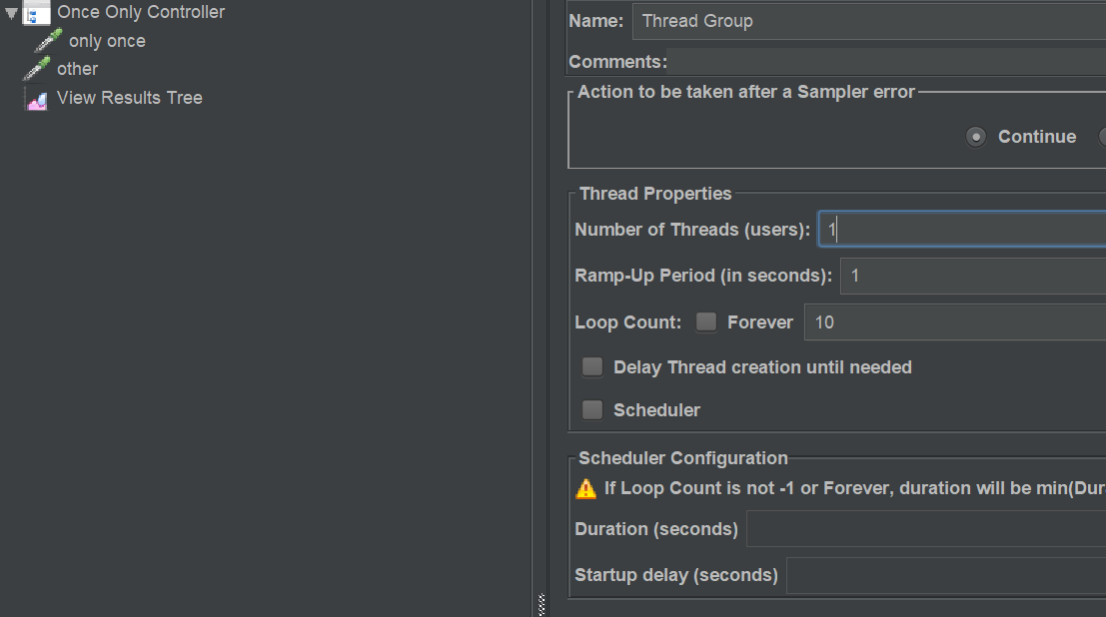 Once Only Controller
only once
other
View Results Tree
Name: Thread Group
Comments:
Action to be taken after a Sampler error
Continue
Thread Properties
Number of Threads (users): 1
Ramp-Up Period (in seconds): 1
Loop Count: Forever 10
Delay Thread creation until needed
Scheduler
Scheduler Configuration
If Loop Count is not -1 or Forever, duration will be min(Dur
Duration (seconds)
Startup delay (seconds)